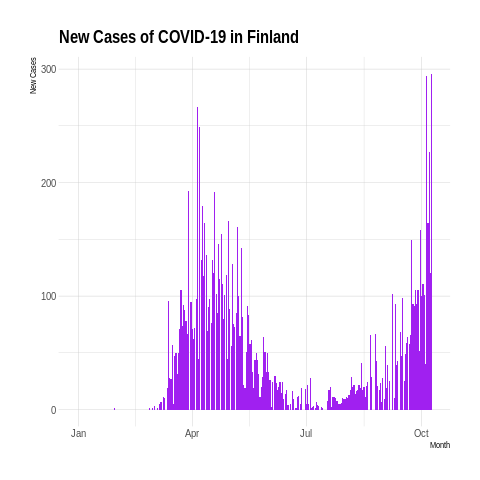 New Cases of COVID-19 in Finland
New Cases
300
200
100
0
Jan Apr Jul Oct
Month